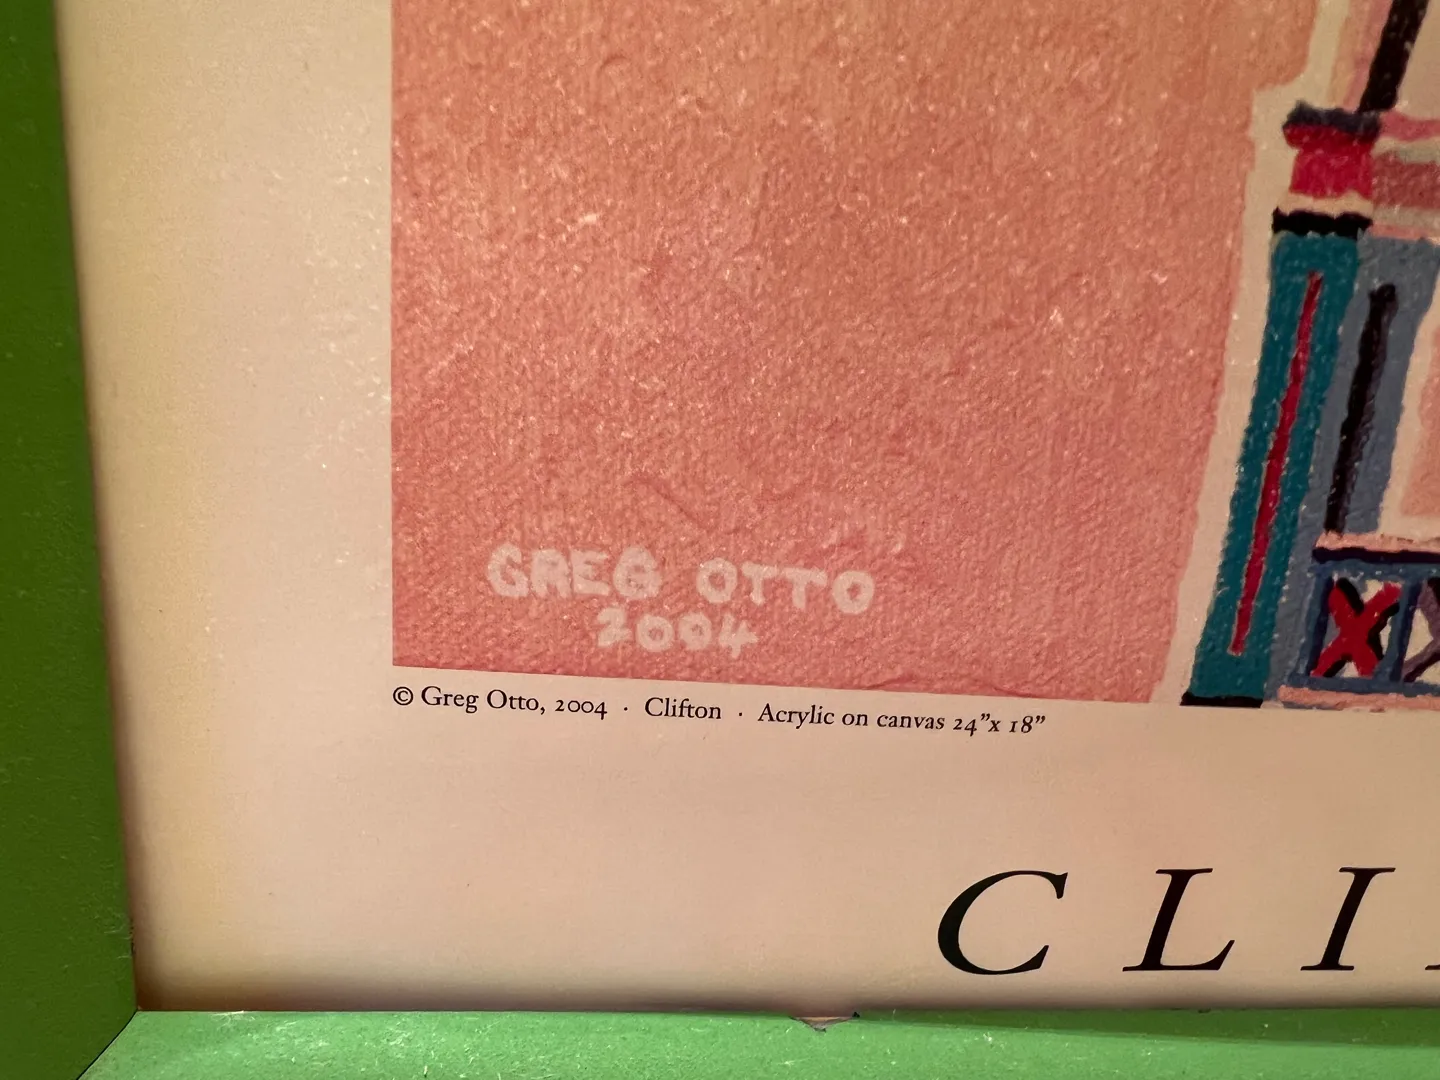 GREG OTTO
2004
© Greg Otto, 2004 · Clifton · Acrylic on canvas 24”x 18”
CLI